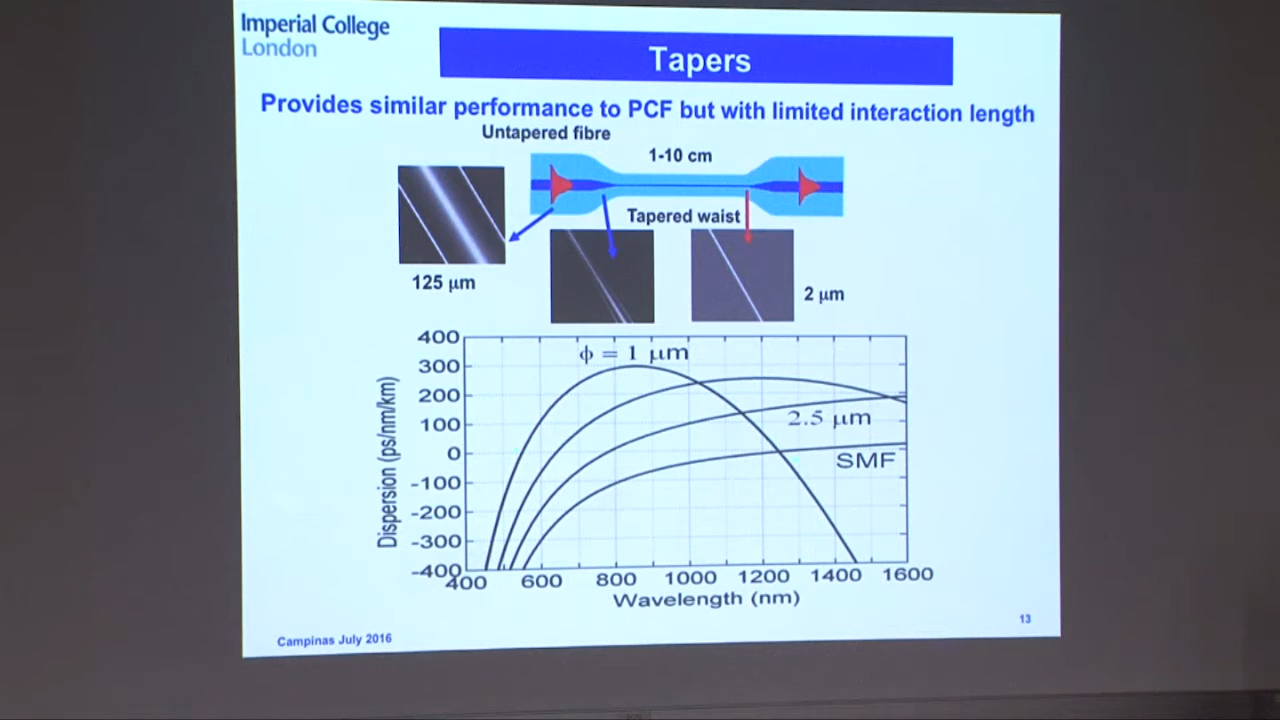 Imperial College
London
Tapers
Provides similar performance to PCF but with limited interaction length
Untapered fibre
1-10 cm
Tapered waist
125 μm
2 μm
400
300
200
100
0
-100
-200
-300
-400
Dispersion (ps/nm/km)
ϕ = 1 μm
2.5 μm
SMF
400 600 800 1000 1200 1400 1600
Wavelength (nm)
Campinas July 2016
13